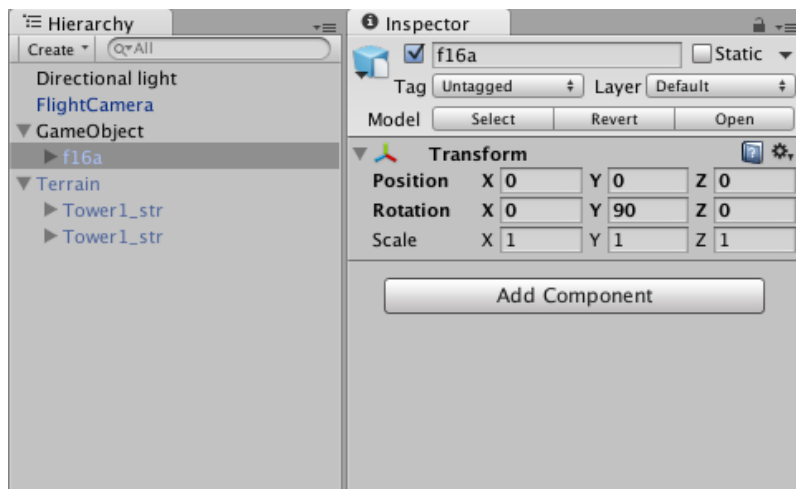 Hierarchy
Create
All
Directional light
FlightCamera
GameObject
f16a
Terrain
Tower1_str
Tower1_str
Inspector
f16a Static
Tag Untagged Layer Default
Model Select Revert Open
Transform
Position X 0 Y 0 Z 0
Rotation X 0 Y 90 Z 0
Scale X 1 Y 1 Z 1
Add Component